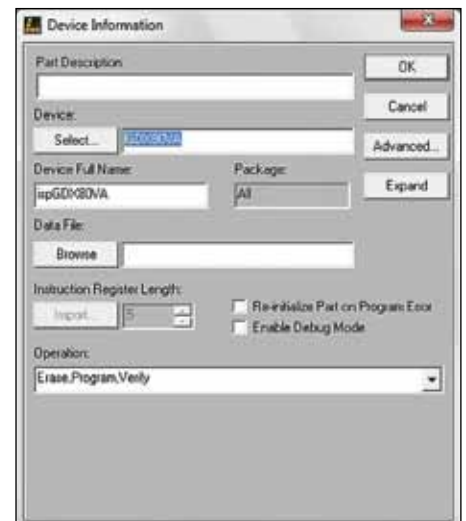 Device Information
Part Description
OK
Device:
Cancel
Select... GDX80VA
Advanced...
Device Full Name: Package:
Expand
ispGDX80VA All
Data File:
Browse
Instruction Register Length:
Import... 5
Re-initialize Part on Program Error
Enable Debug Mode
Operation:
Erase,Program,Verify